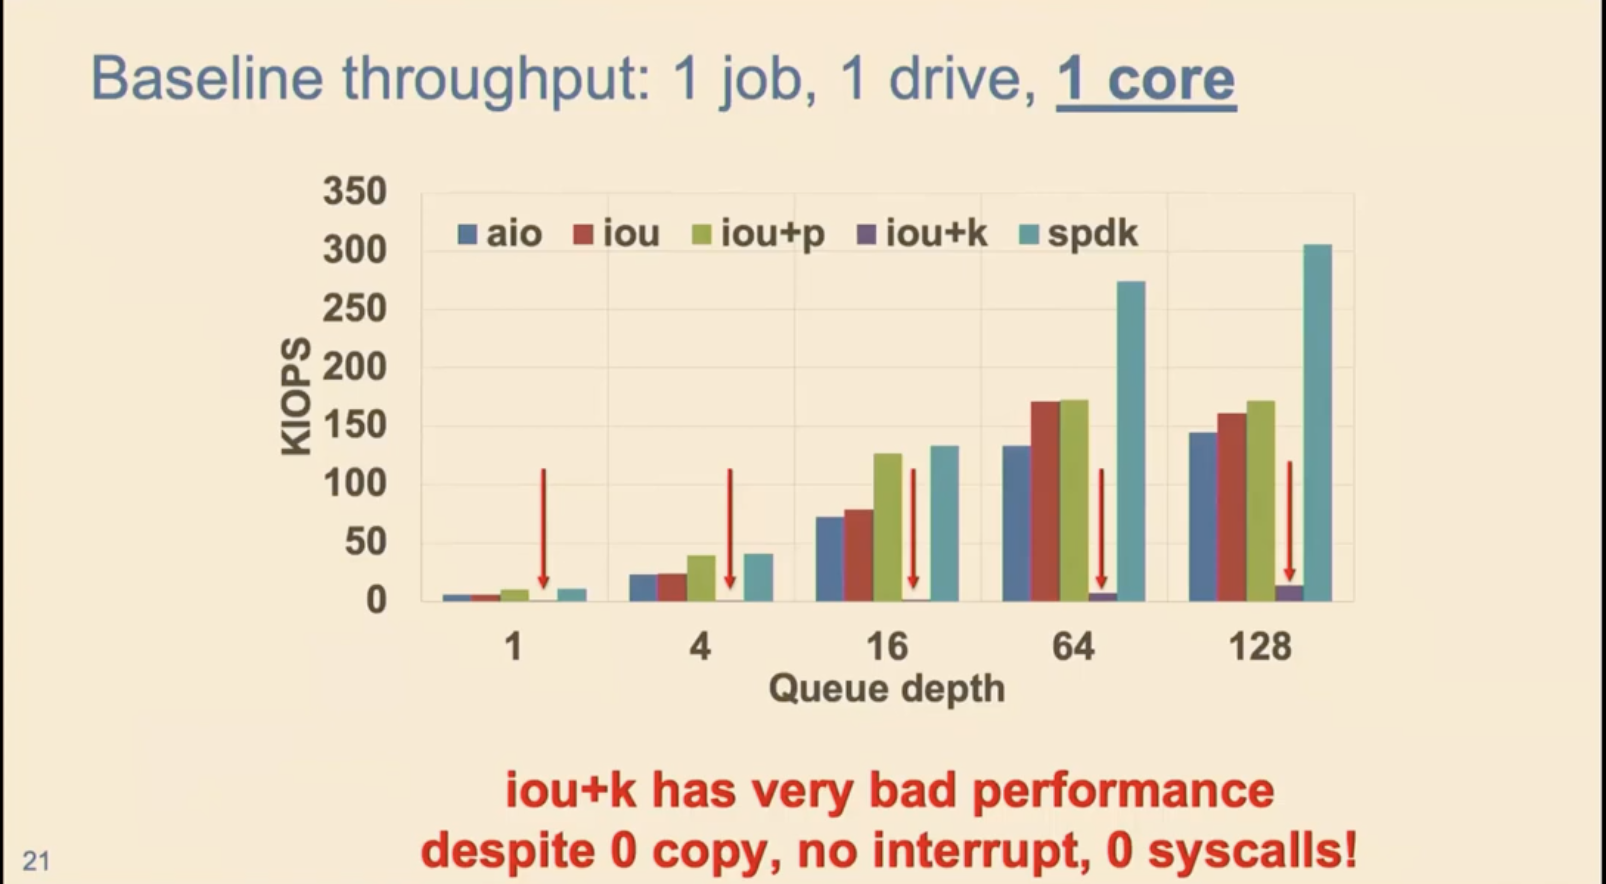 Baseline throughput: 1 job, 1 drive, 1 core
350
300
250
200
150
100
50
0
KIOPS
aio iou iou+p iou+k spdk
1 4 16 64 128
Queue depth
iou+k has very bad performance
despite 0 copy, no interrupt, 0 syscalls!
21